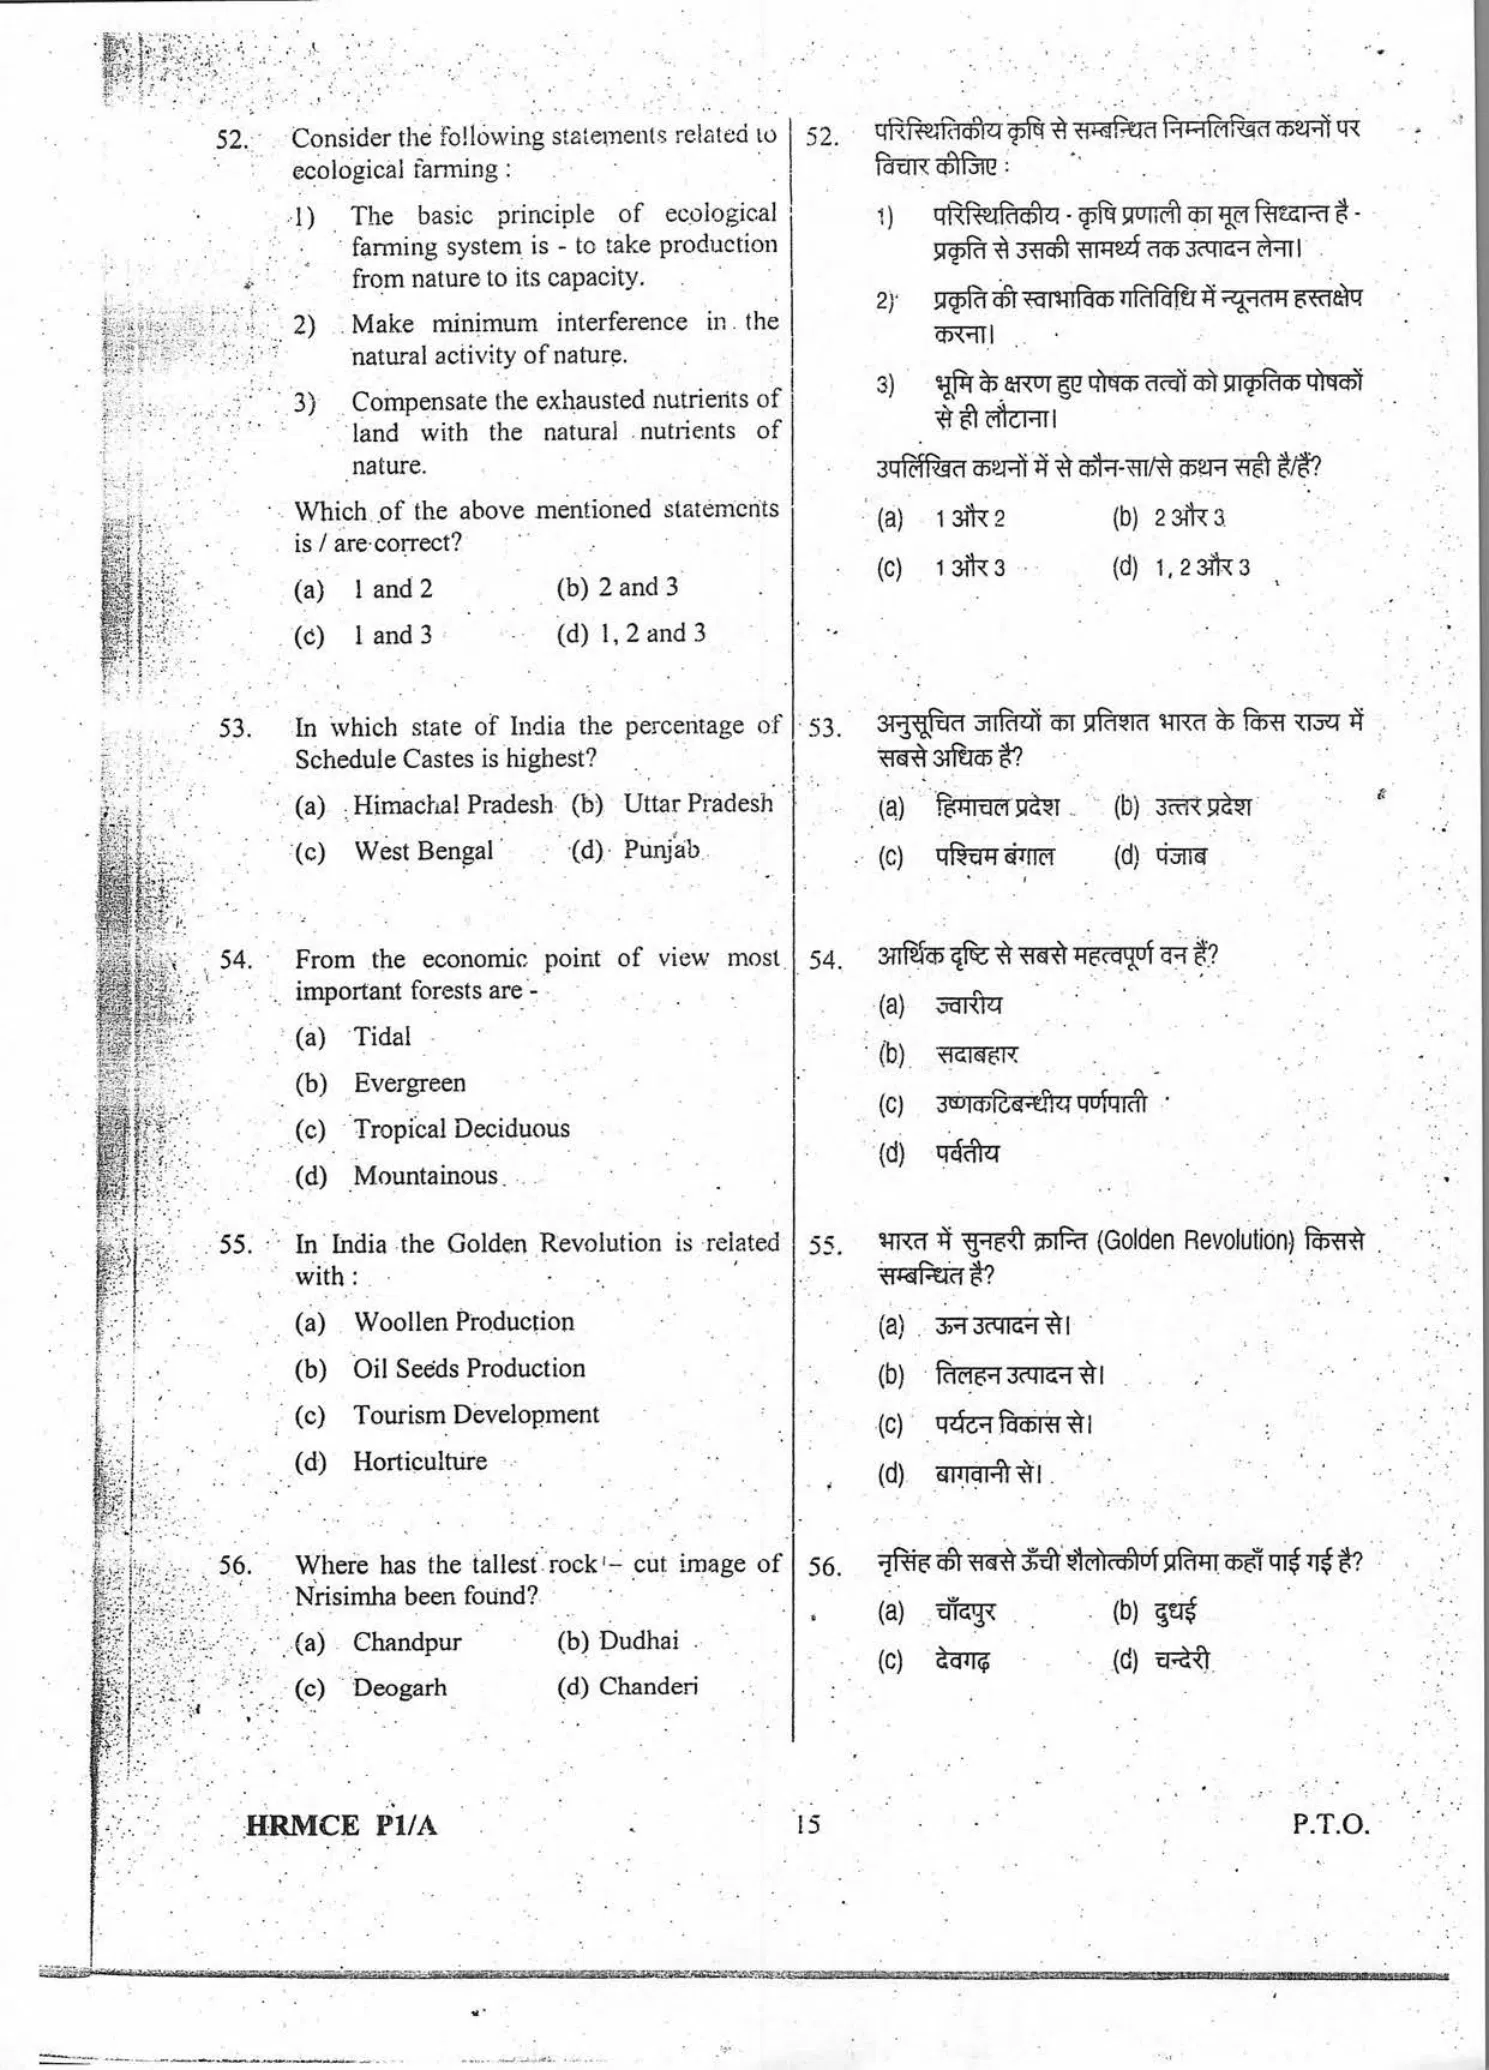 52. Consider the following statements related to
ecological farming :
1) The basic principle of ecological
farming system is - to take production
from nature to its capacity.
2) Make minimum interference in the
natural activity of nature.
3) Compensate the exhausted nutrients of
land with the natural nutrients of
nature.
Which of the above mentioned statements
is / are correct?
(a) 1 and 2 (b) 2 and 3
(c) 1 and 3 (d) 1, 2 and 3
53. In which state of India the percentage of
Schedule Castes is highest?
(a) Himachal Pradesh (b) Uttar Pradesh
(c) West Bengal (d) Punjab
54. From the economic point of view most
important forests are -
(a) Tidal
(b) Evergreen
(c) Tropical Deciduous
(d) Mountainous
55. In India the Golden Revolution is related
with :
(a) Woollen Production
(b) Oil Seeds Production
(c) Tourism Development
(d) Horticulture
56. Where has the tallest rock – cut image of
Nrisimha been found?
(a) Chandpur (b) Dudhai
(c) Deogarh (d) Chanderi
52. परिस्थितिकीय कृषि से सम्बन्धित निम्नलिखित कथनों पर
विचार कीजिए :
1) परिस्थितिकीय - कृषि प्रणाली का मूल सिध्दान्त है -
प्रकृति से उसकी सामर्थ्य तक उत्पादन लेना।
2) प्रकृति की स्वाभाविक गतिविधि में न्यूनतम हस्तक्षेप
करना।
3) भूमि के क्षरण हुए पोषक तत्वों को प्राकृतिक पोषकों
से ही लौटाना।
उपर्लिखित कथनों में से कौन-सा/से कथन सही है/हैं?
(a) 1 और 2 (b) 2 और 3
(c) 1 और 3 (d) 1, 2 और 3
53. अनुसूचित जातियों का प्रतिशत भारत के किस राज्य में
सबसे अधिक है?
(a) हिमाचल प्रदेश (b) उत्तर प्रदेश
(c) पश्चिम बंगाल (d) पंजाब
54. आर्थिक दृष्टि से सबसे महत्वपूर्ण वन हैं?
(a) ज्वारीय
(b) सदाबहार
(c) उष्णकटिबन्धीय पर्णपाती
(d) पर्वतीय
55. भारत में सुनहरी क्रान्ति (Golden Revolution) किससे
सम्बन्धित है?
(a) ऊन उत्पादन से।
(b) तिलहन उत्पादन से।
(c) पर्यटन विकास से।
(d) बागवानी से।
56. नृसिंह की सबसे ऊँची शैलोत्कीर्ण प्रतिमा कहाँ पाई गई है?
(a) चाँदपुर (b) दुधई
(c) देवगढ़ (d) चन्देरी
HRMCE P1/A 15 P.T.O.